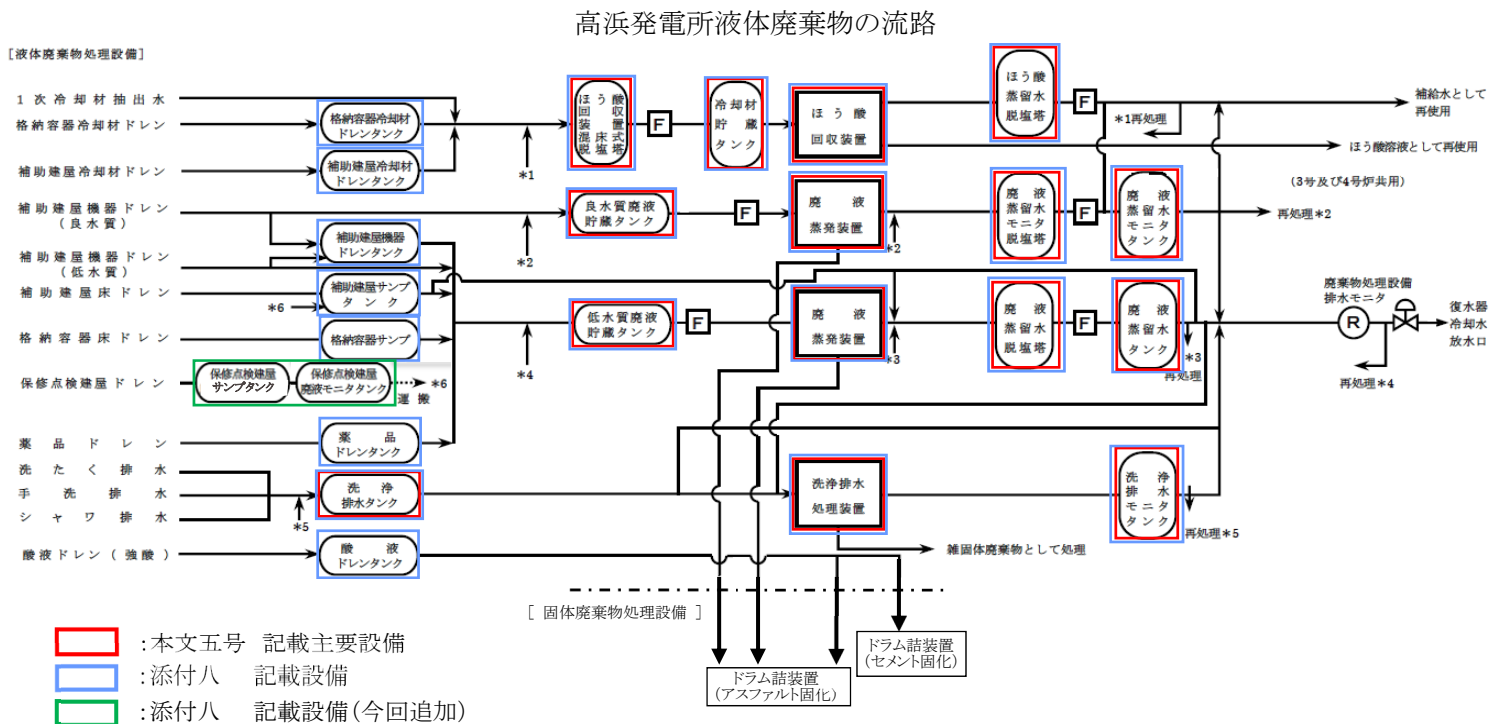 高浜発電所液体廃棄物の流路
[液体廃棄物処理設備]
1次冷却材抽出水
格納容器冷却材ドレン
補助建屋冷却材ドレン
補助建屋機器ドレン
(良水質)
補助建屋機器ドレン
(低水質)
補助建屋床ドレン
格納容器床ドレン
保修点検建屋ドレン
薬品ドレン
洗たく排水
手洗排水
シャワ排水
酸液ドレン(強酸)
格納容器冷却材
ドレンタンク
補助建屋冷却材
ドレンタンク
補助建屋機器
ドレンタンク
補助建屋サンプ
タンク
*6
格納容器サンプ
保修点検建屋
サンプタンク
保修点検建屋
廃液モニタタンク
*6
運搬
薬品
ドレンタンク
洗浄
排水タンク
*5
酸液
ドレンタンク
ほう酸
回収
装置
混床式
脱塩塔
F
冷却材
貯蔵
タンク
ほう酸
回収装置
ほう酸
蒸留水
脱塩塔
F
*1再処理
補給水として
再使用
ほう酸溶液として再使用
(3号及び4号炉共用)
*1
良水質廃液
貯蔵タンク
F
廃液
蒸発装置
*2
*2
廃液
蒸留水
モニタ
脱塩塔
F
廃液
蒸留水
モニタ
タンク
再処理*2
低水質廃液
貯蔵タンク
F
廃液
蒸発装置
*3
*4
廃液
蒸留水
脱塩塔
F
廃液
蒸留水
タンク
*3
再処理
廃棄物処理設備
排水モニタ
R
再処理*4
復水器
冷却水
放水口
洗浄排水
処理装置
洗浄
排水
モニタ
タンク
再処理*5
雑固体廃棄物として処理
[固体廃棄物処理設備]
ドラム詰装置
(セメント固化)
ドラム詰装置
(アスファルト固化)
:本文五号 記載主要設備
:添付八 記載設備
:添付八 記載設備(今回追加)